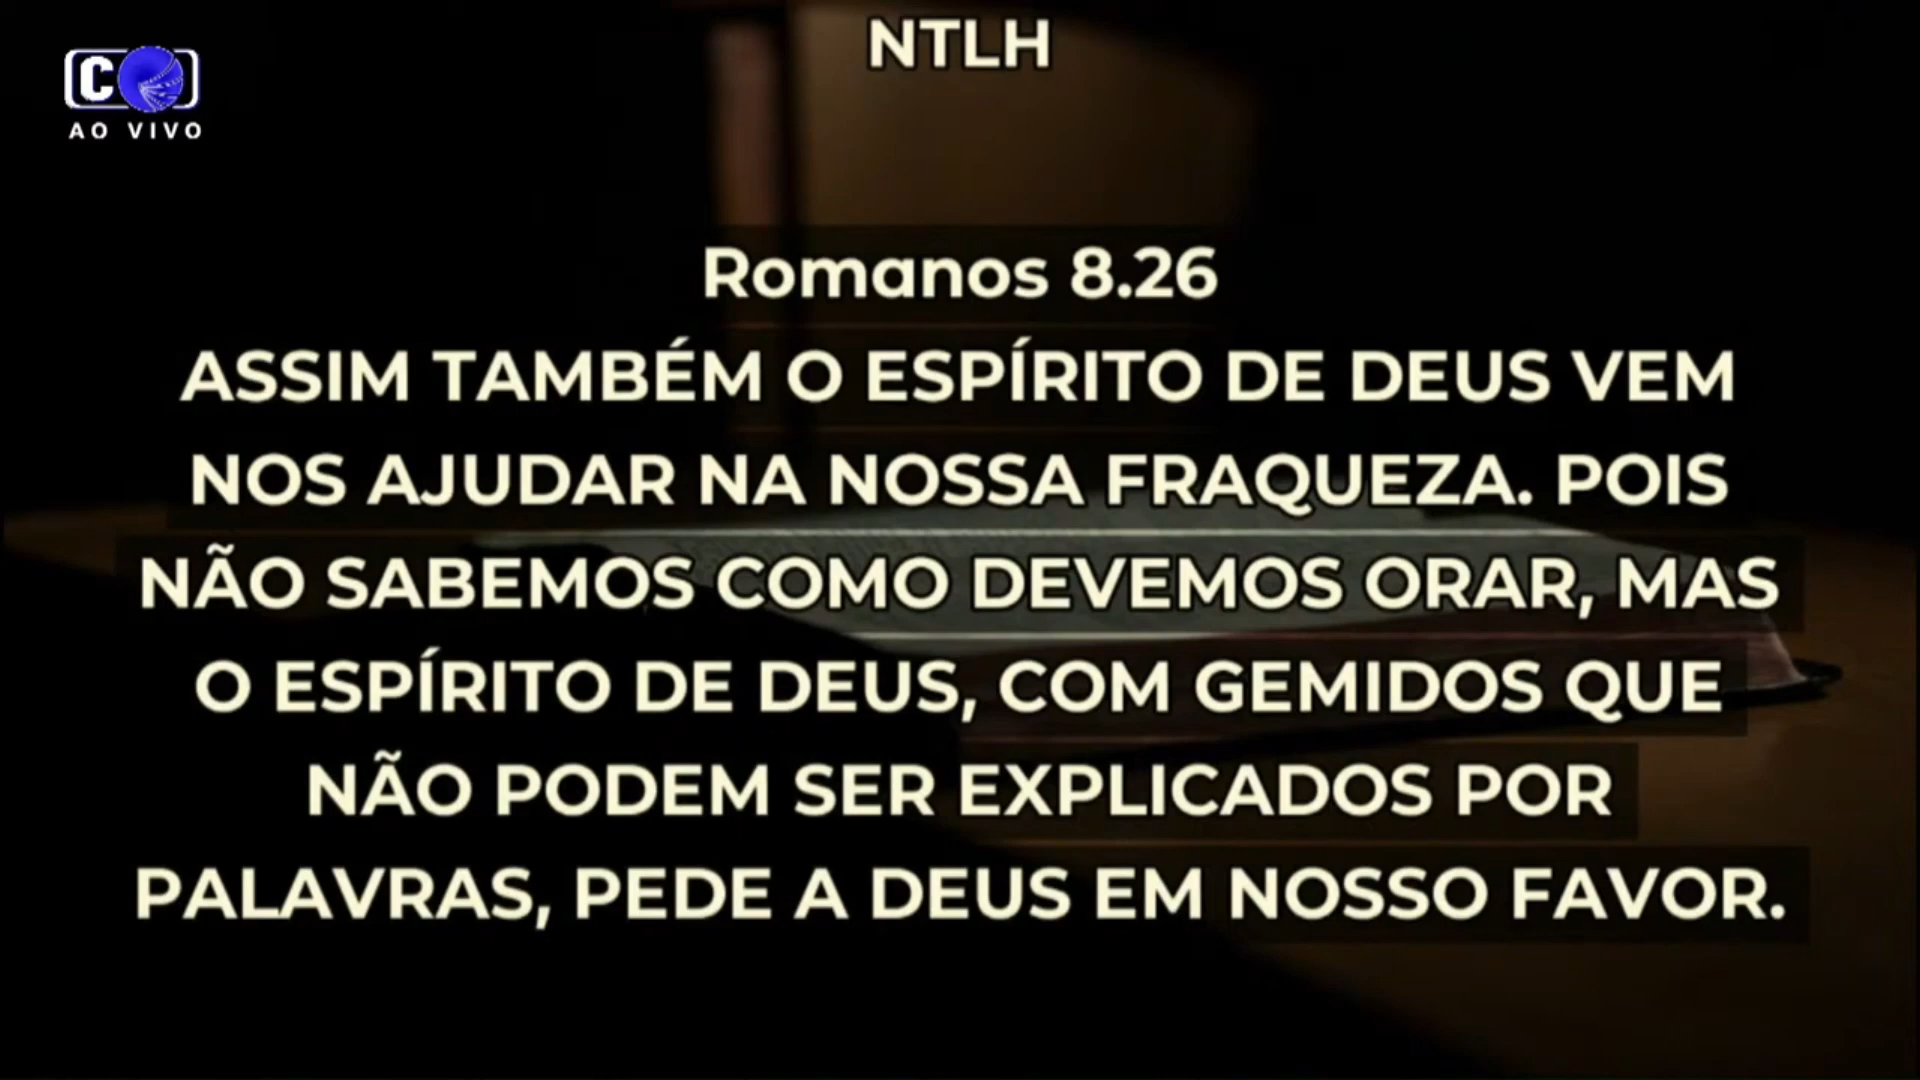 NTLH
C
AO VIVO
Romanos 8.26
ASSIM TAMBÉM O ESPÍRITO DE DEUS VEM
NOS AJUDAR NA NOSSA FRAQUEZA. POIS
NÃO SABEMOS COMO DEVEMOS ORAR, MAS
O ESPÍRITO DE DEUS, COM GEMIDOS QUE
NÃO PODEM SER EXPLICADOS POR
PALAVRAS, PEDE A DEUS EM NOSSO FAVOR.